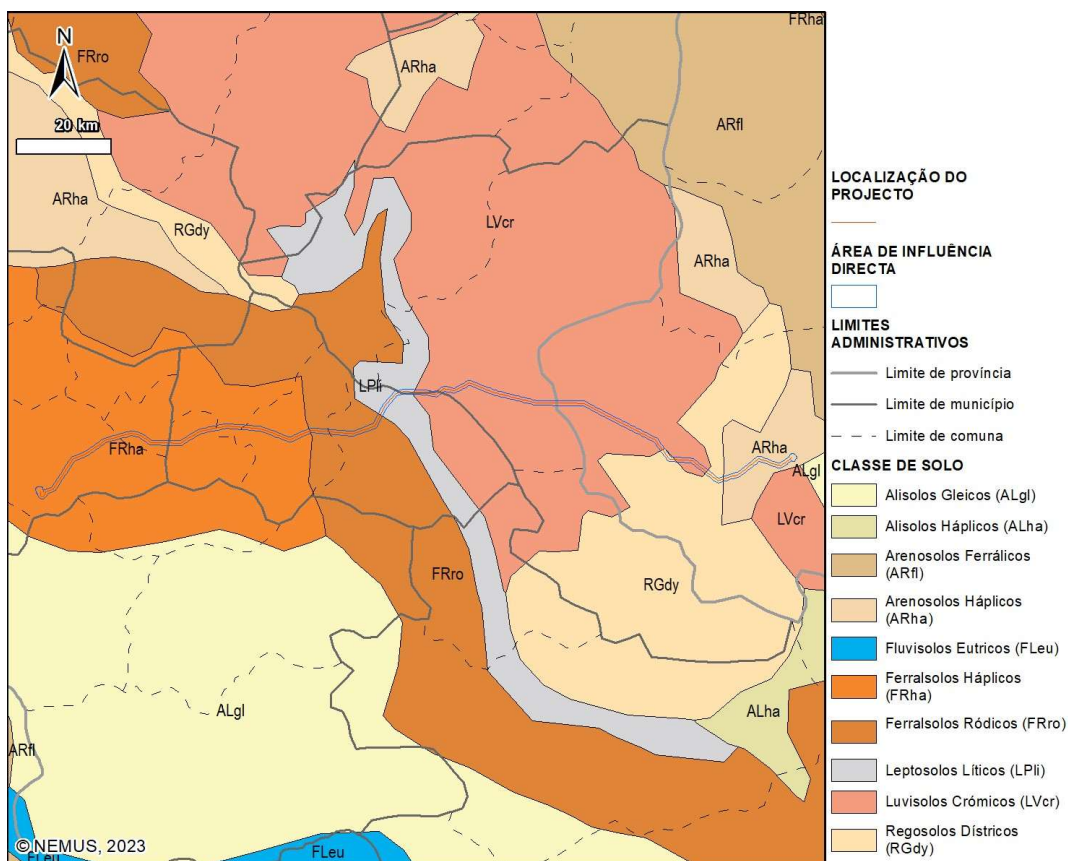 FRha
FRro
N
ARha
20 km
ARfl
ARha
RGdy
LVcr
ARha
LPli
FRha
ARha
ALgl
LVcr
FRro
RGdy
ALgl
ALha
ARfl
©NEMUS, 2023
FLeu
FLeu
LOCALIZAÇÃO DO
PROJECTO
ÁREA DE INFLUÊNCIA
DIRECTA
LIMITES
ADMINISTRATIVOS
Limite de província
Limite de município
Limite de comuna
CLASSE DE SOLO
Alisolos Gleicos (ALgl)
Alisolos Háplicos (ALha)
Arenosolos Ferrálicos
(ARfl)
Arenosolos Háplicos
(ARha)
Fluvisolos Eutricos (FLeu)
Ferralsolos Háplicos
(FRha)
Ferralsolos Ródicos (FRro)
Leptosolos Líticos (LPli)
Luvisolos Crómicos (LVcr)
Regosolos Dístricos
(RGdy)